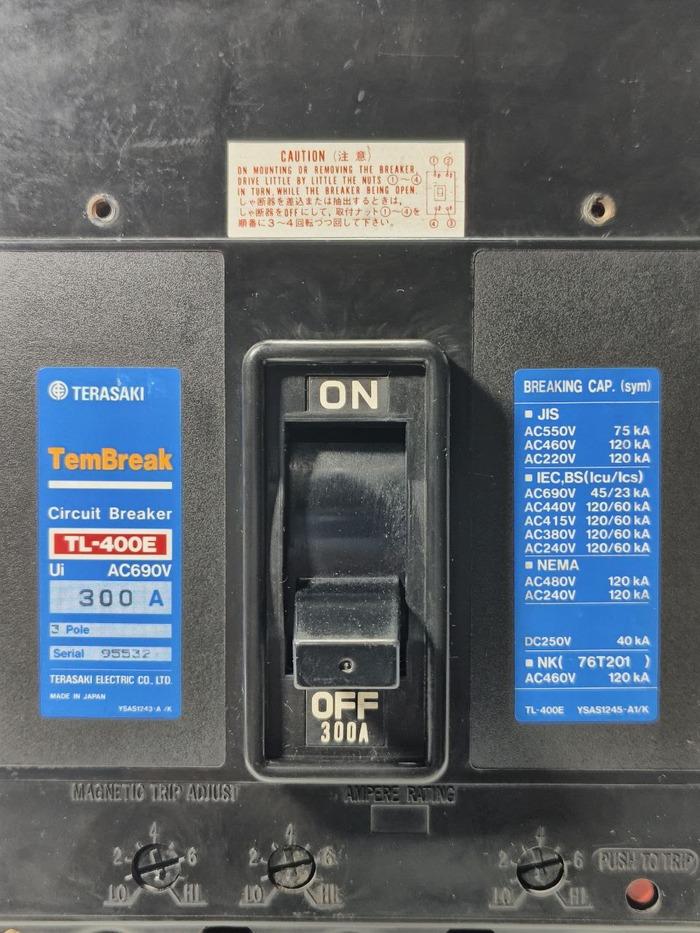 CAUTION (注意)
ON MOUNTING OR REMOVING THE BREAKER,
DRIVE LITTLE BY LITTLE THE NUTS ①~④
IN TURN, WHILE THE BREAKER BEING OPEN.
しゃ断器を差込または抽出するときは,
しゃ断器をOFFにして,取付ナット①~④を
順番に3~4回転づつ回して下さい。
① ②
④ ③
TERASAKI
TemBreak
Circuit Breaker
TL-400E
Ui AC690V
300 A
3 Pole
Serial 95532
TERASAKI ELECTRIC CO., LTD.
MADE IN JAPAN
YSAS1243-A /K
ON
OFF
300A
BREAKING CAP. (sym)
JIS
AC550V 75 kA
AC460V 120 kA
AC220V 120 kA
IEC,BS(Icu/Ics)
AC690V 45/23 kA
AC440V 120/60 kA
AC415V 120/60 kA
AC380V 120/60 kA
AC240V 120/60 kA
NEMA
AC480V 120 kA
AC240V 120 kA
DC250V 40 kA
NK( 76T201 )
AC460V 120 kA
TL-400E YSAS1245-A1/K
MAGNETIC TRIP ADJUST
AMPERE RATING
2 4 6
LO HI
2 4 6
LO HI
2 4 6
LO HI
PUSH TO TRIP